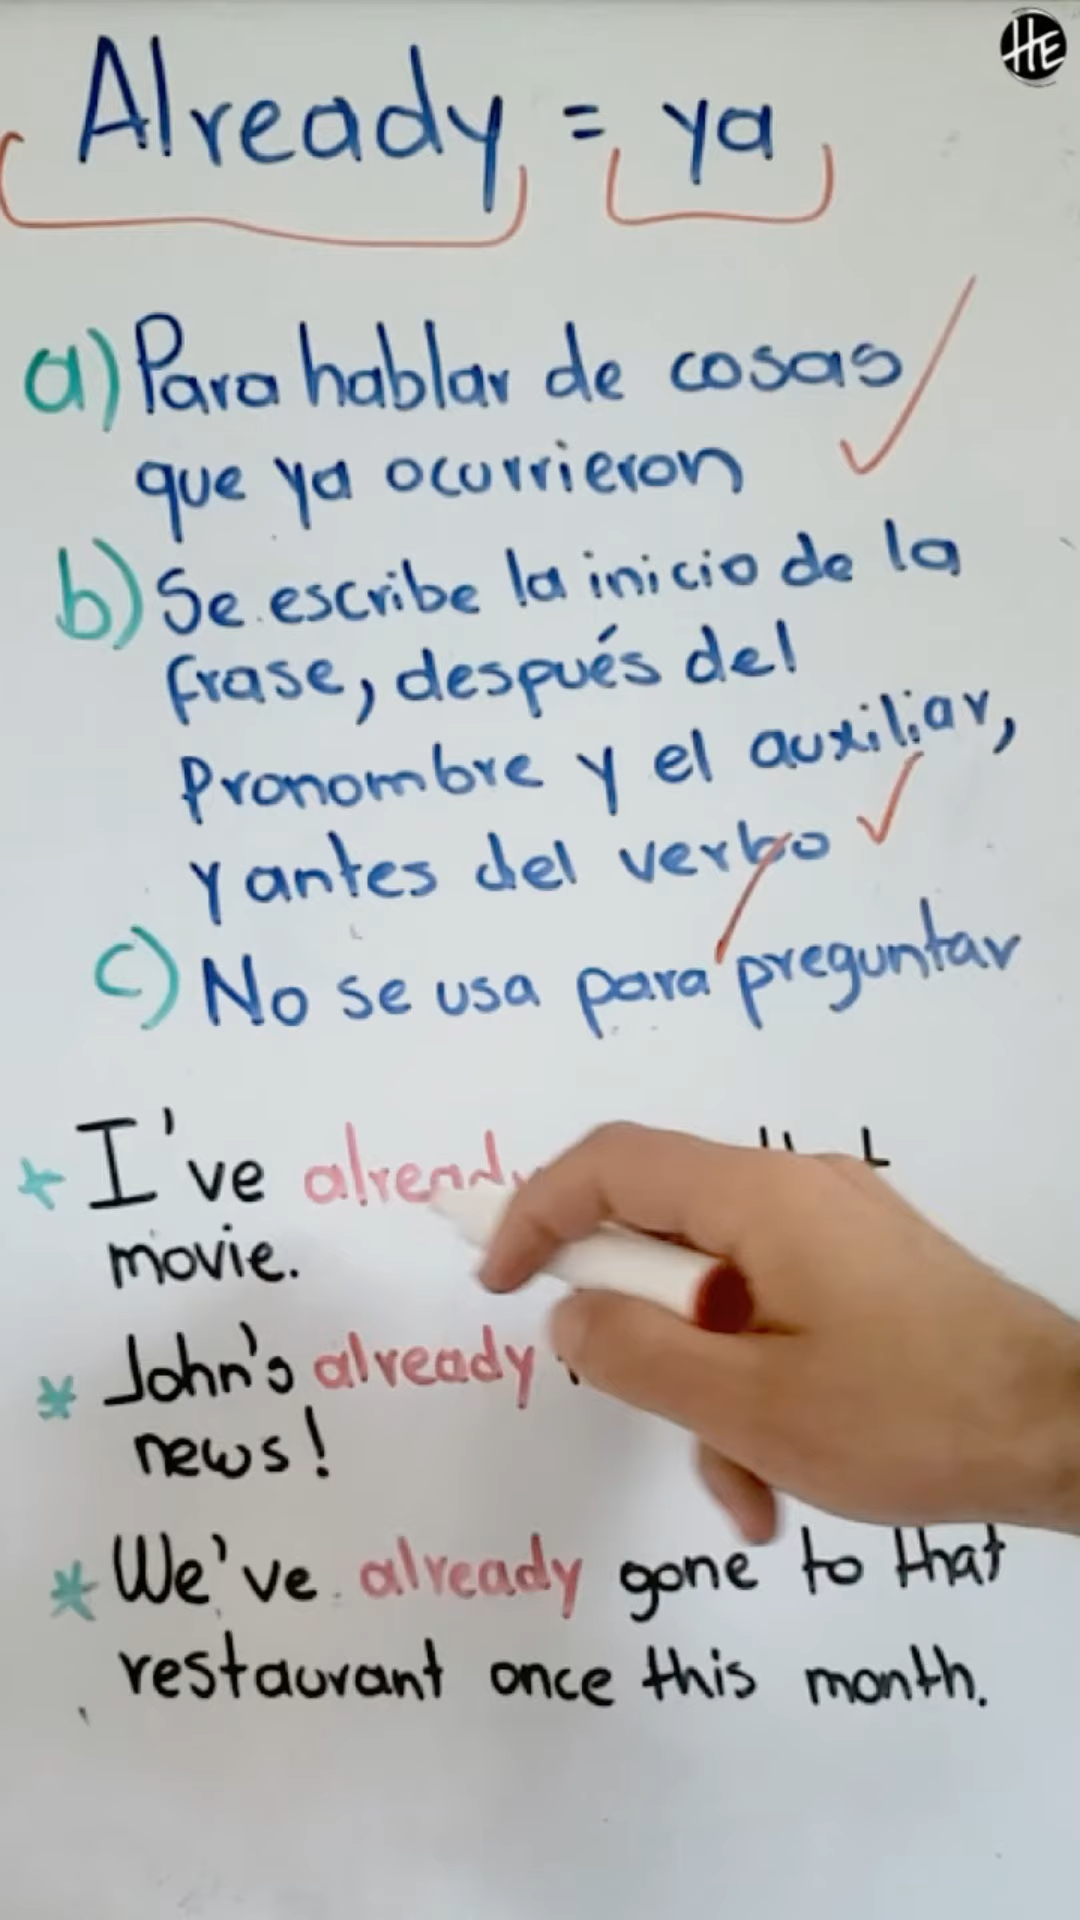 HE
Already = ya
a) Para hablar de cosas
que ya ocurrieron
b) Se escribe la inicio de la
frase, después del
Pronombre y el auxiliar,
y antes del verbo
c) No se usa para preguntar
* I've already
movie.
* John's already
news!
* We've already gone to that
restaurant once this month.